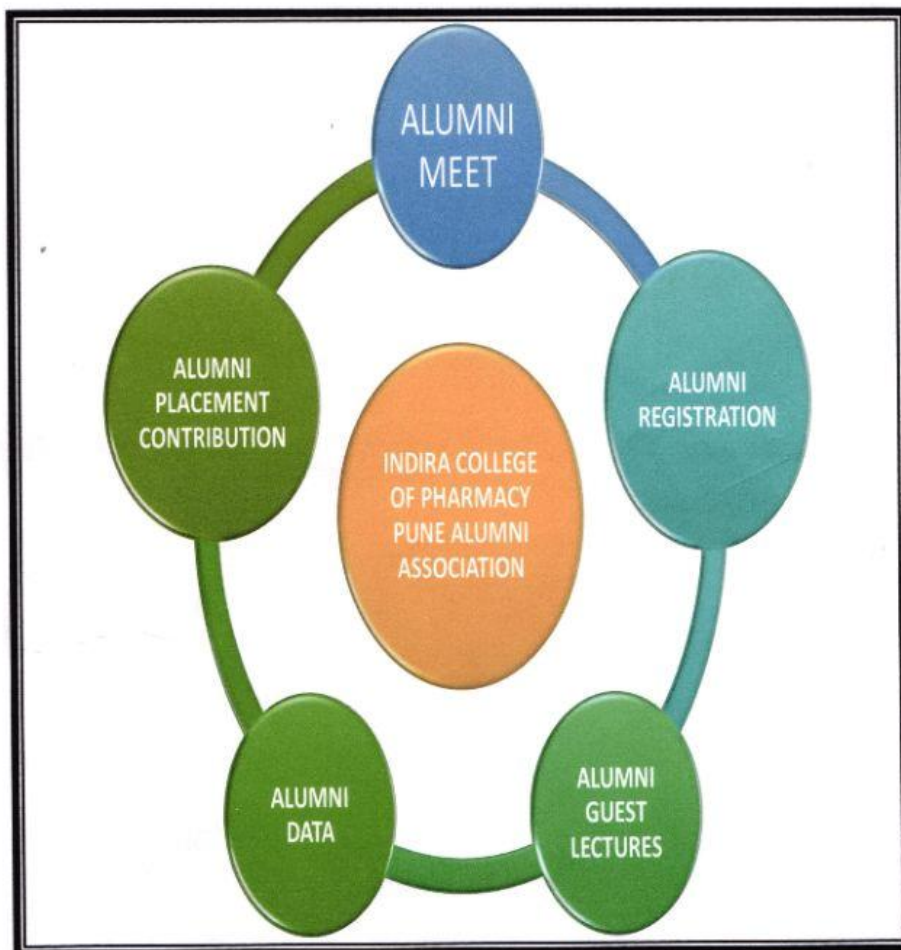 ALUMNI
MEET
ALUMNI
PLACEMENT
CONTRIBUTION
ALUMNI
REGISTRATION
INDIRA COLLEGE
OF PHARMACY
PUNE ALUMNI
ASSOCIATION
ALUMNI
DATA
ALUMNI
GUEST
LECTURES